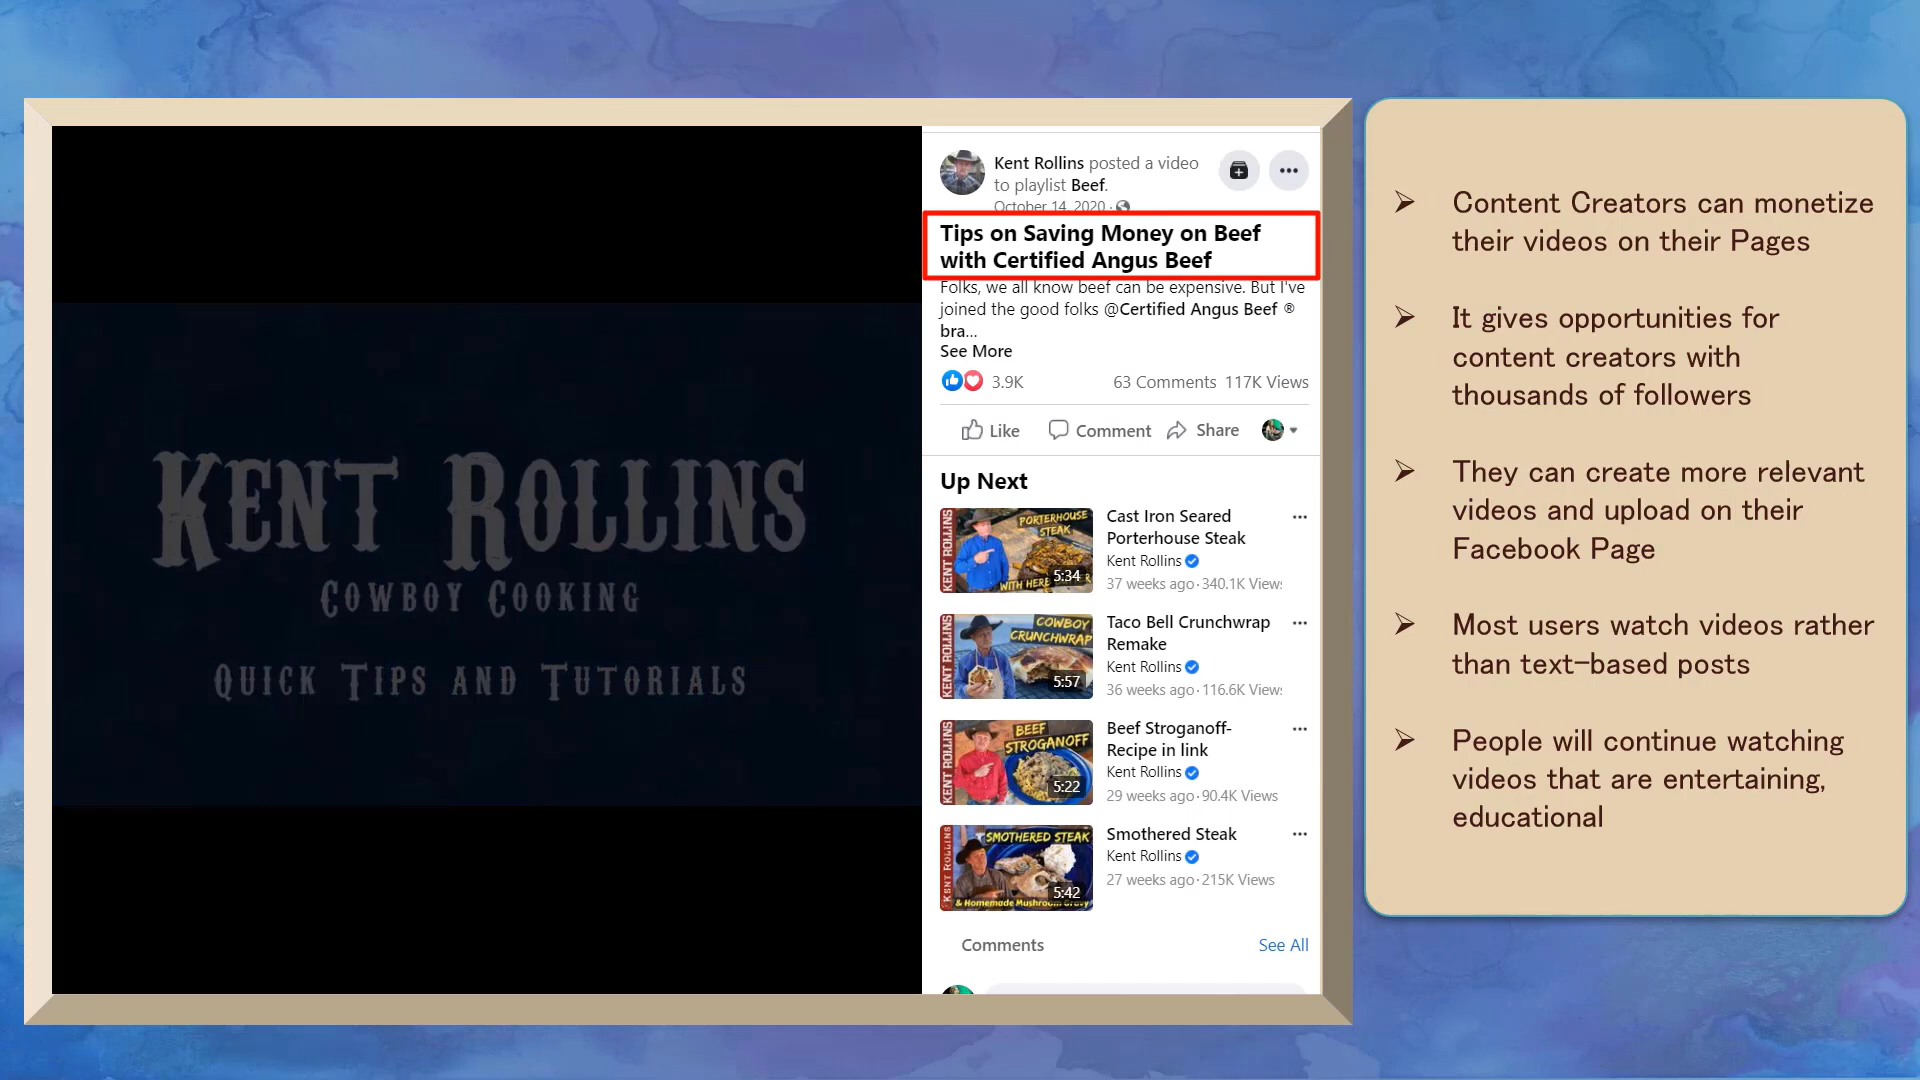 KENT ROLLINS
COWBOY COOKING
QUICK TIPS AND TUTORIALS
Kent Rollins posted a video
to playlist Beef.
October 14, 2020 ·
Tips on Saving Money on Beef
with Certified Angus Beef
Folks, we all know beef can be expensive. But I've
joined the good folks @Certified Angus Beef ®
bra...
See More
3.9K 63 Comments 117K Views
Like Comment Share
Up Next
KENT ROLLINS
PORTERHOUSE
STEAK
WITH HERB
5:34
Cast Iron Seared
Porterhouse Steak
Kent Rollins
37 weeks ago · 340.1K Views
KENT ROLLINS
COWBOY
CRUNCHWRAP
5:57
Taco Bell Crunchwrap
Remake
Kent Rollins
36 weeks ago · 116.6K Views
KENT ROLLINS
BEEF
STROGANOFF
5:22
Beef Stroganoff-
Recipe in link
Kent Rollins
29 weeks ago · 90.4K Views
KENT ROLLINS
SMOTHERED STEAK
& Homemade Mushroom Gravy
5:42
Smothered Steak
Kent Rollins
27 weeks ago · 215K Views
Comments See All
➢ Content Creators can monetize
their videos on their Pages
➢ It gives opportunities for
content creators with
thousands of followers
➢ They can create more relevant
videos and upload on their
Facebook Page
➢ Most users watch videos rather
than text-based posts
➢ People will continue watching
videos that are entertaining,
educational